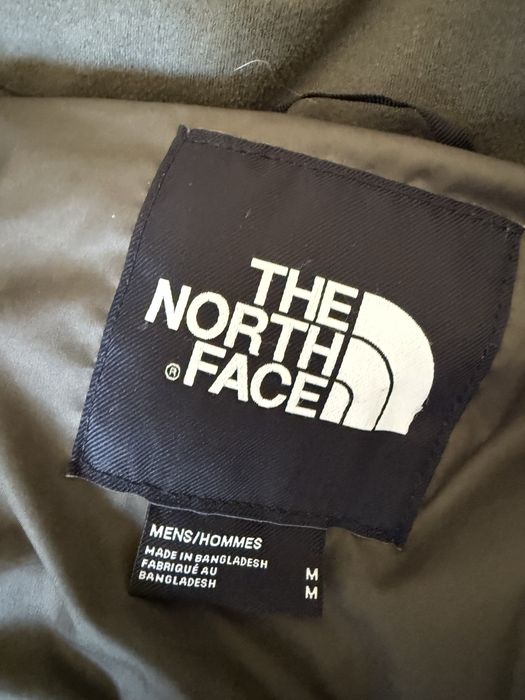 THE
NORTH
® FACE
MENS/HOMMES
MADE IN BANGLADESH
FABRIQUÉ AU M
BANGLADESH M